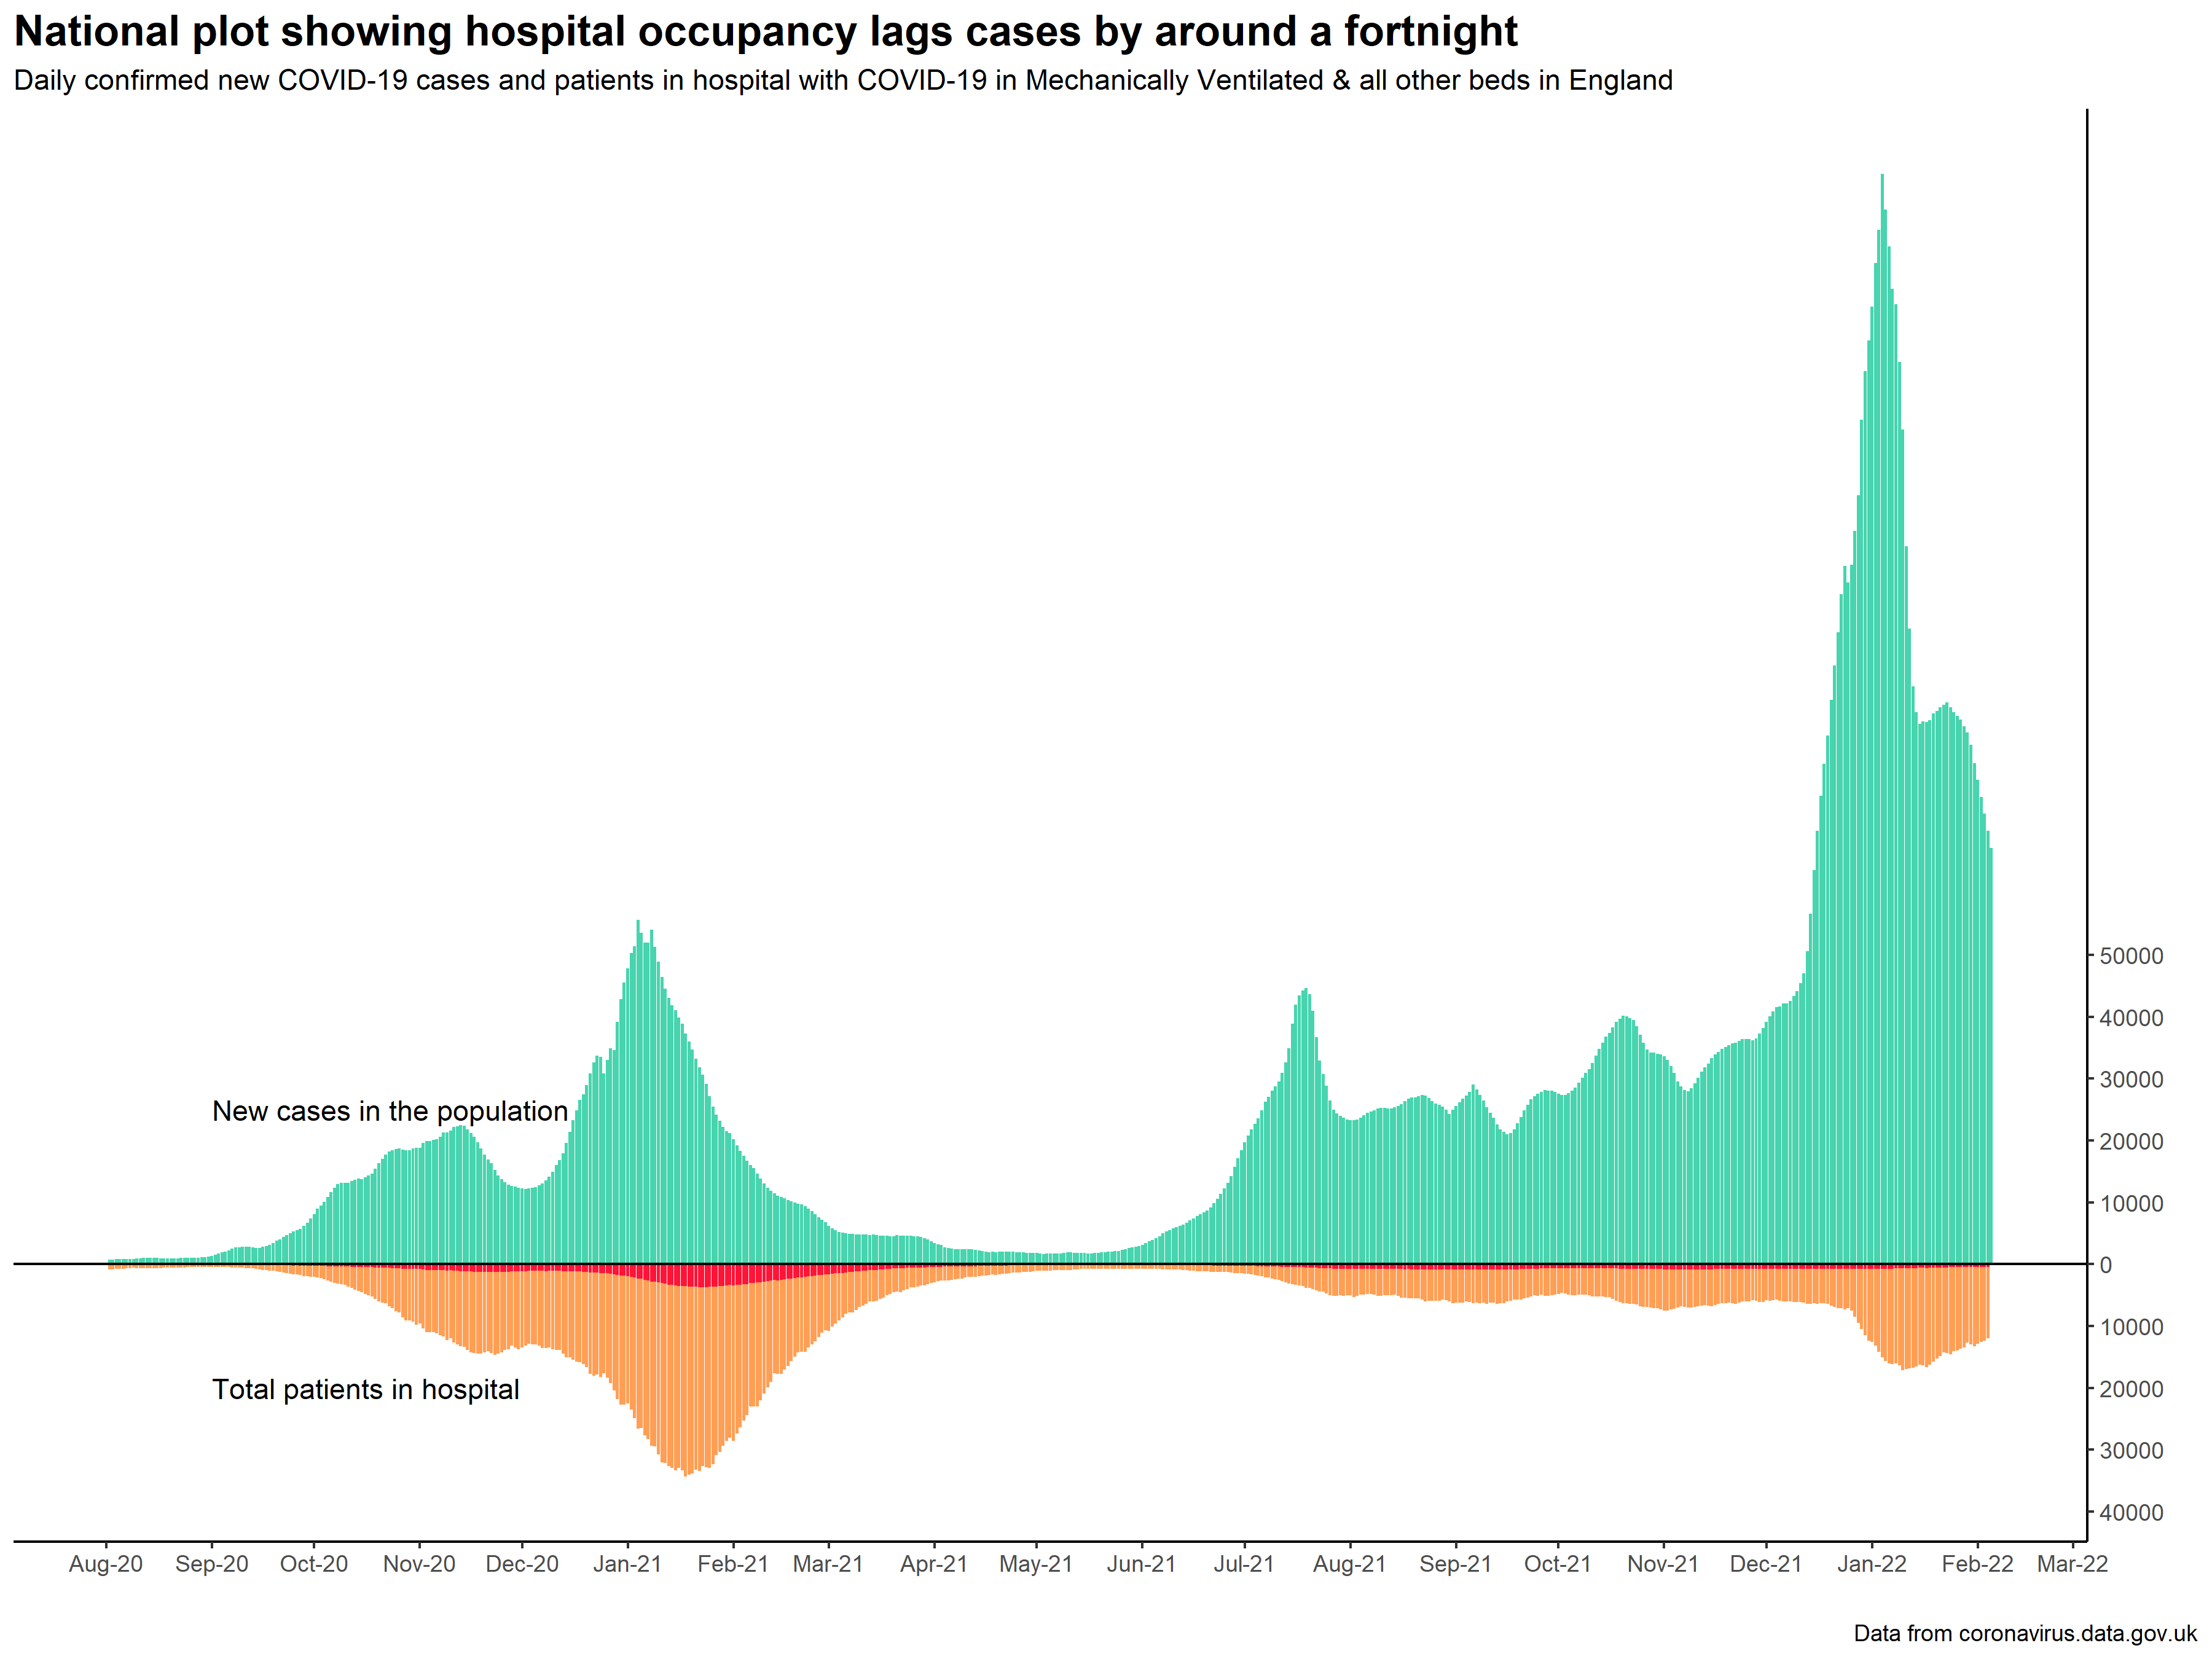 National plot showing hospital occupancy lags cases by around a fortnight
Daily confirmed new COVID-19 cases and patients in hospital with COVID-19 in Mechanically Ventilated & all other beds in England
50000
40000
30000
New cases in the population
20000
10000
0
10000
Total patients in hospital
20000
30000
40000
Aug-20 Sep-20 Oct-20 Nov-20 Dec-20 Jan-21 Feb-21 Mar-21 Apr-21 May-21 Jun-21 Jul-21 Aug-21 Sep-21 Oct-21 Nov-21 Dec-21 Jan-22 Feb-22 Mar-22
Data from coronavirus.data.gov.uk